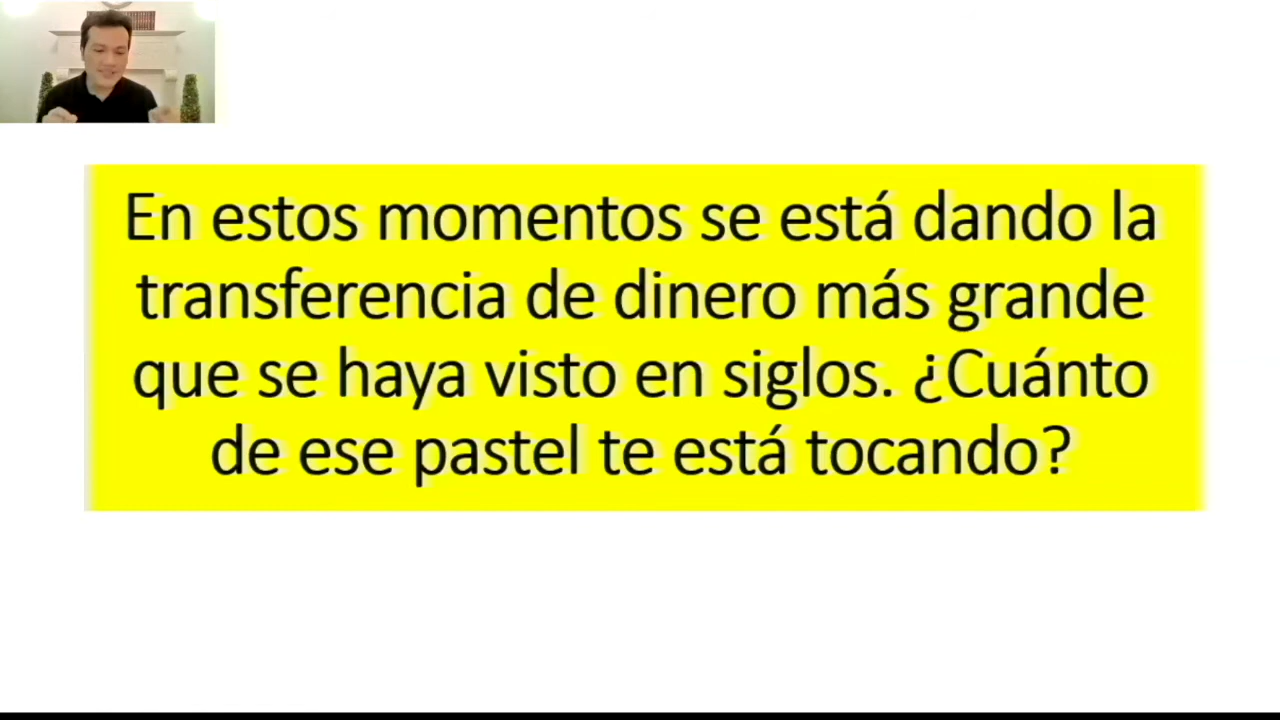 En estos momentos se está dando la
transferencia de dinero más grande
que se haya visto en siglos. ¿Cuánto
de ese pastel te está tocando?